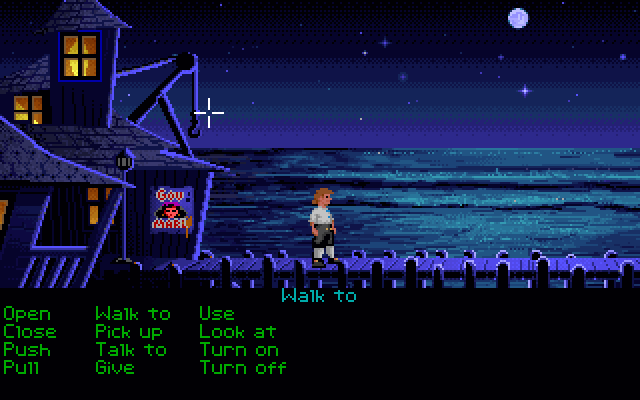 Gov.
Walk to
Open Walk to Use
Close Pick up Look at
Push Talk to Turn on
Pull Give Turn off